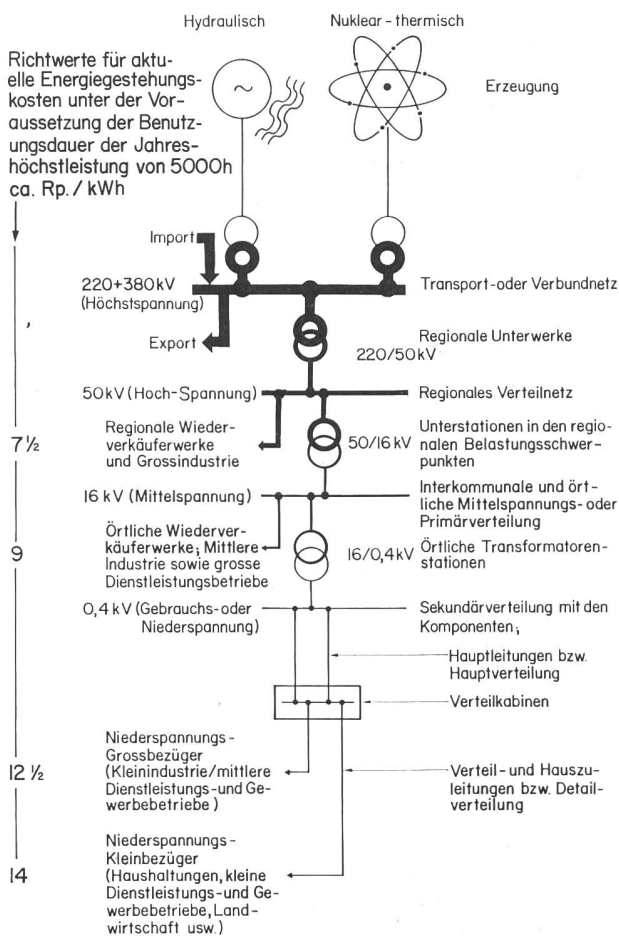 Hydraulisch
Nuklear-thermisch
Richtwerte für aktu-
elle Energiegestehungs-
kosten unter der Vor-
aussetzung der Benutz-
ungsdauer der Jahres-
höchstleistung von 5000h
ca. Rp./kWh
~
Erzeugung
Import
220+380kV
(Höchstspannung)
Transport-oder Verbundnetz
Export
Regionale Unterwerke
220/50kV
50kV (Hoch-Spannung)
Regionales Verteilnetz
7½
Regionale Wieder-
verkäuferwerke
und Grossindustrie
50/16 kV
Unterstationen in den regio-
nalen Belastungsschwer-
punkten
16 kV (Mittelspannung)
Interkommunale und ört-
liche Mittelspannungs-oder
Primärverteilung
9
Örtliche Wiederver-
käuferwerke; Mittlere
Industrie sowie grosse
Dienstleistungsbetriebe
16/0,4kV
Örtliche Transformatoren-
stationen
0,4 kV (Gebrauchs-oder
Niederspannung)
Sekundärverteilung mit den
Komponenten;
Hauptleitungen bzw.
Hauptverteilung
Verteilkabinen
12 ½
Niederspannungs-
Grossbezüger
(Kleinindustrie/mittlere
Dienstleistungs-und Ge-
werbebetriebe)
Verteil-und Hauszu-
leitungen bzw. Detail-
verteilung
14
Niederspannungs-
Kleinbezüger
(Haushaltungen, kleine
Dienstleistungs-und Ge-
werbebetriebe, Land-
wirtschaft usw.)